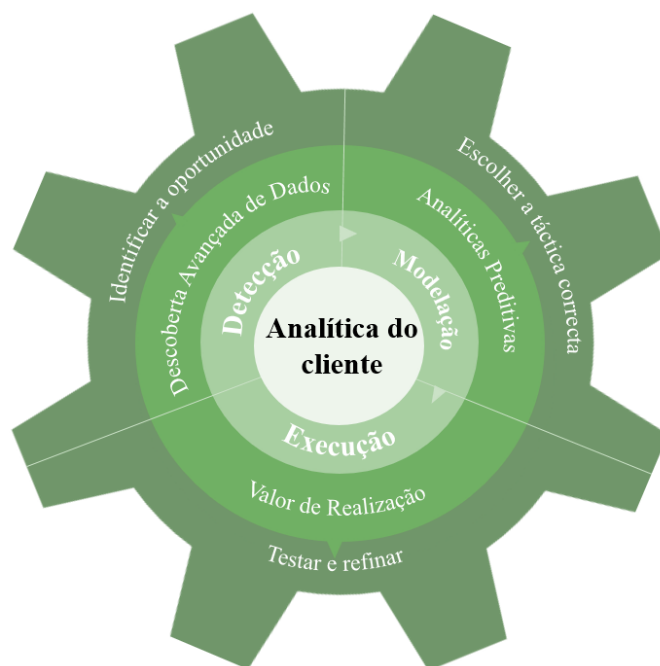 Identificar a oportunidade
Escolher a táctica correcta
Descoberta Avançada de Dados
Analíticas Preditivas
Detecção
Modelação
Analítica do
cliente
Execução
Valor de Realização
Testar e refinar